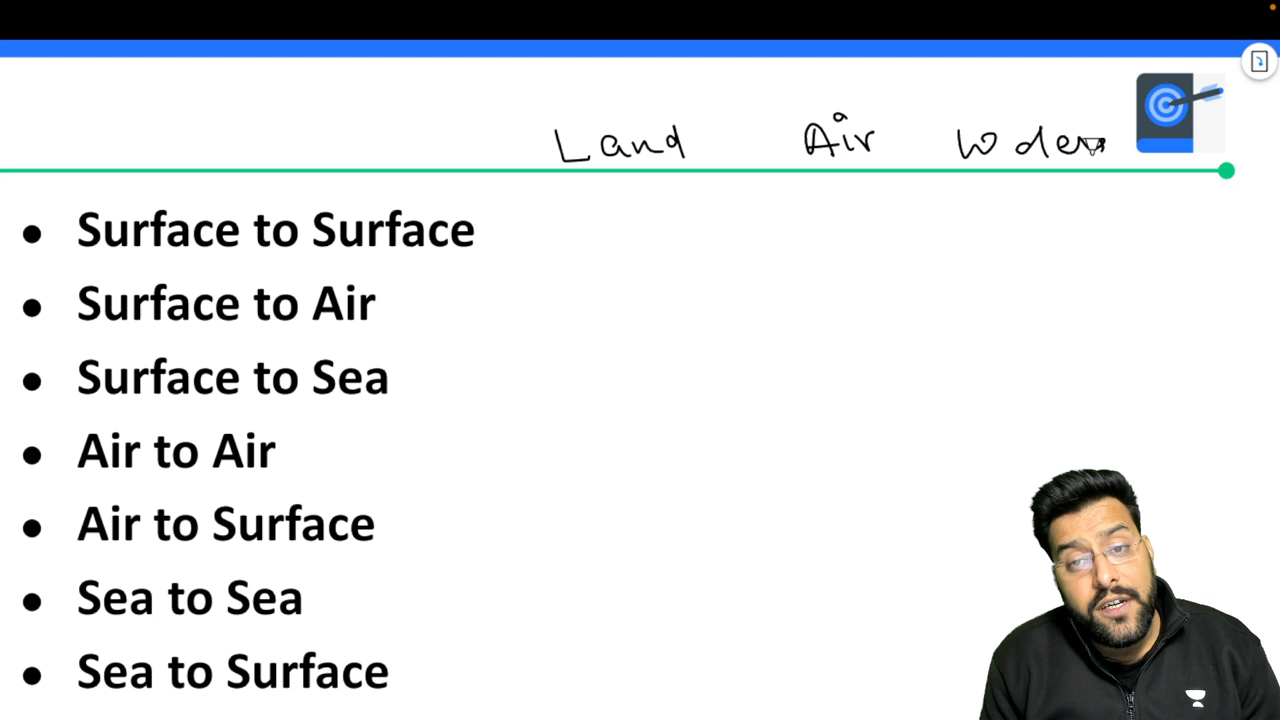 Land Air Water
• Surface to Surface
• Surface to Air
• Surface to Sea
• Air to Air
• Air to Surface
• Sea to Sea
• Sea to Surface